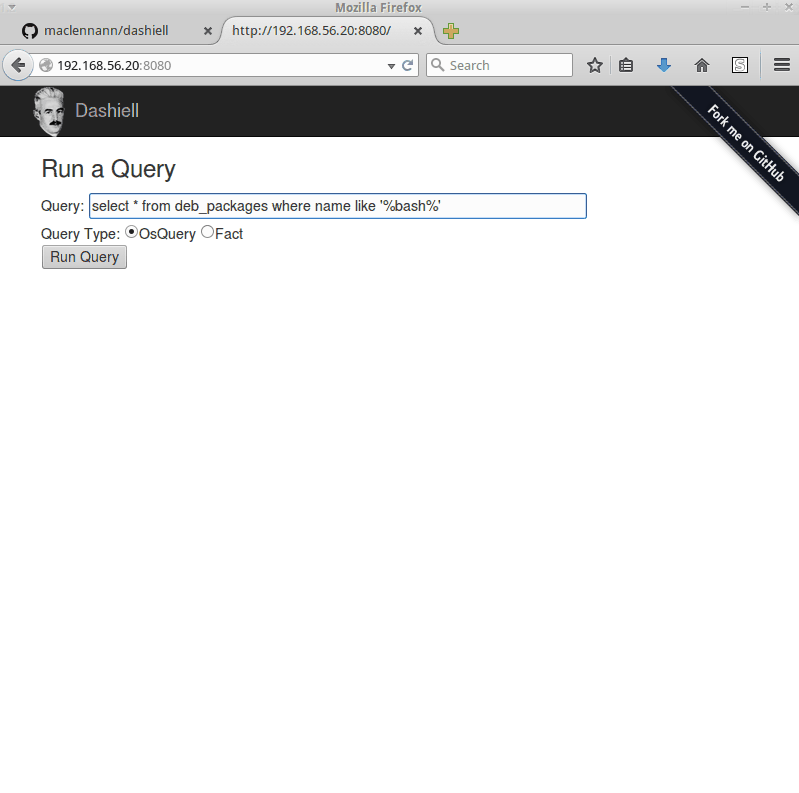 Mozilla Firefox
maclennann/dashiell
http://192.168.56.20:8080/
192.168.56.20:8080
Search
S
Dashiell
Fork me on GitHub
Run a Query
Query: select * from deb_packages where name like '%bash%'
Query Type: OsQuery Fact
Run Query